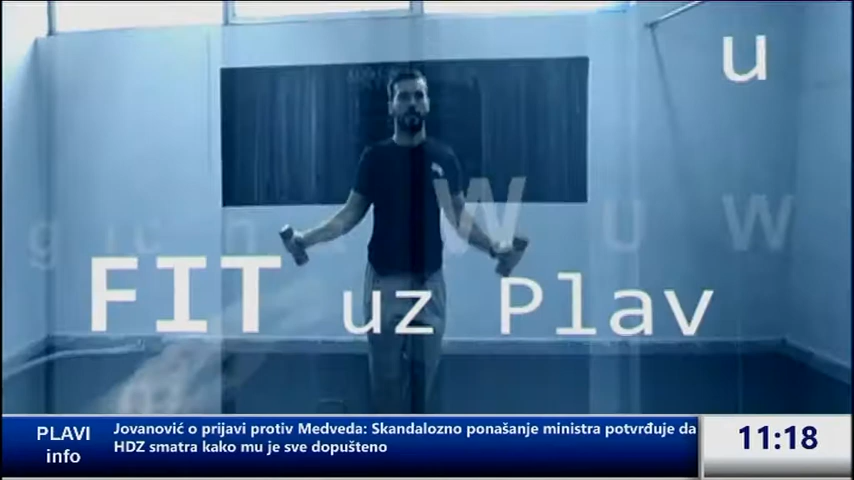 u
W U W
FIT uz Plav
PLAVI
info
Jovanović o prijavi protiv Medveda: Skandalozno ponašanje ministra potvrđuje da
HDZ smatra kako mu je sve dopušteno
11:18